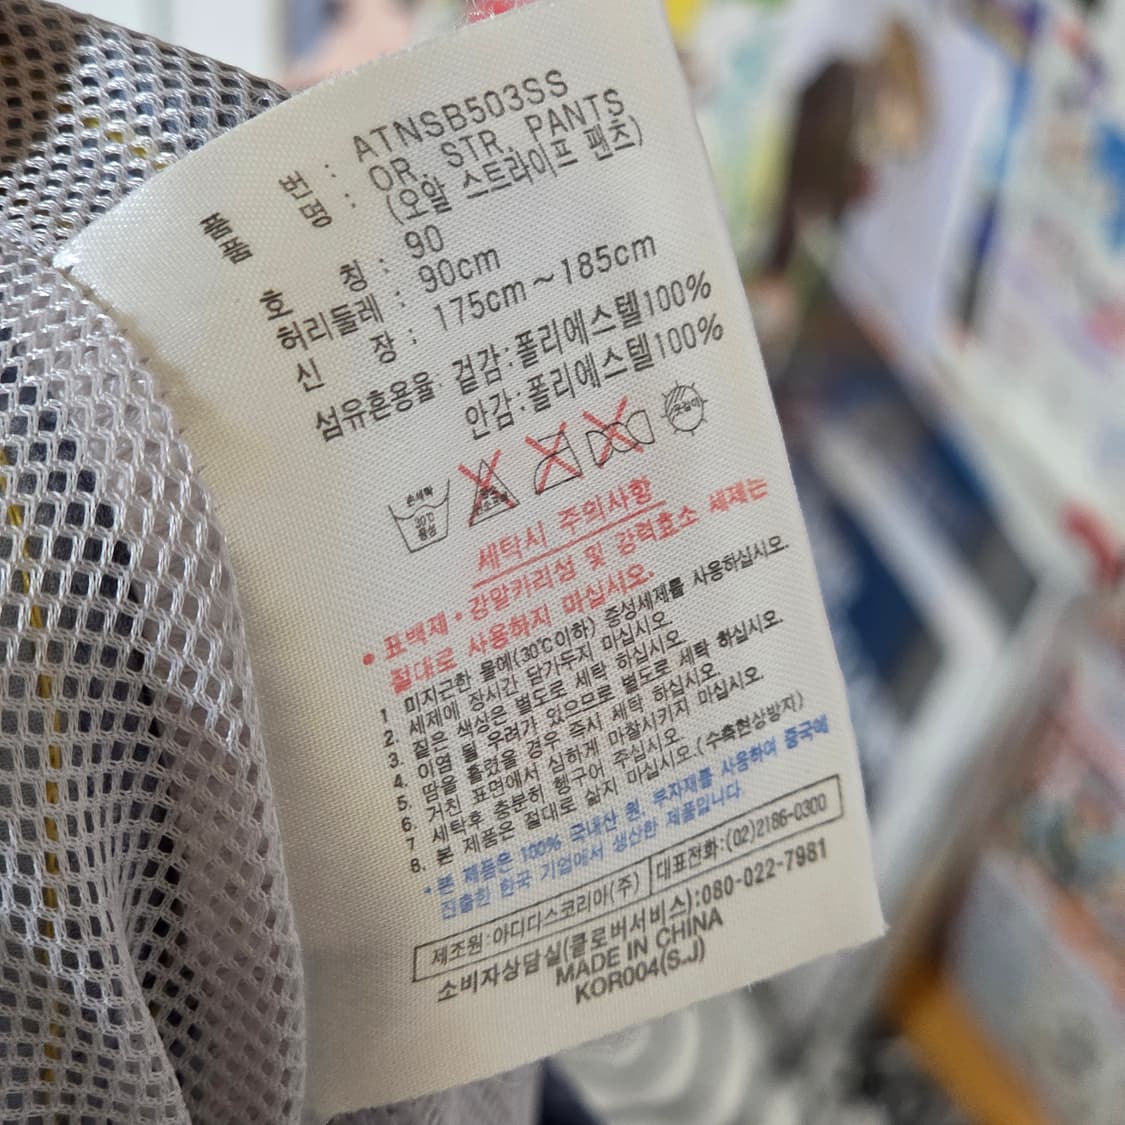 품 번 : ATNSB503SS
품 명 : OR. STR. PANTS
(오알 스트라이프 팬츠)
호 칭 : 90
허리둘레 : 90cm
신 장 : 175cm~185cm
섬유혼용율 겉감:폴리에스텔100%
안감:폴리에스텔100%
손세탁
30℃
중성
옷걸이
세탁시 주의사항
• 표백제•강알카리성 및 강력효소 세제는
절대로 사용하지 마십시오.
1 미지근한 물에(30℃이하) 중성세제를 사용하십시오.
2. 세제에 장시간 담가두지 마십시오
3. 짙은 색상은 별도로 세탁 하십시오.
4. 이염 될 우려가 있으므로 별도로 세탁 하십시오.
5. 땀을 흘렸을 경우 즉시 세탁 하십시오.
6. 거친 표면에서 심하게 마찰시키지 마십시오.
7 세탁후 충분히 헹구어 주십시오
8. 본 제품은 절대로 삶지 마십시오.(수축현상방지)
• 본 제품은 100% 국내산 원, 부자재를 사용하여 중국에
진출한 한국 기업에서 생산한 제품입니다
제조원:아디다스코리아(주) 대표전화:(02)2186-0300
소비자상담실(클로버서비스):080-022-7981
MADE IN CHINA
KOR004(S.J)